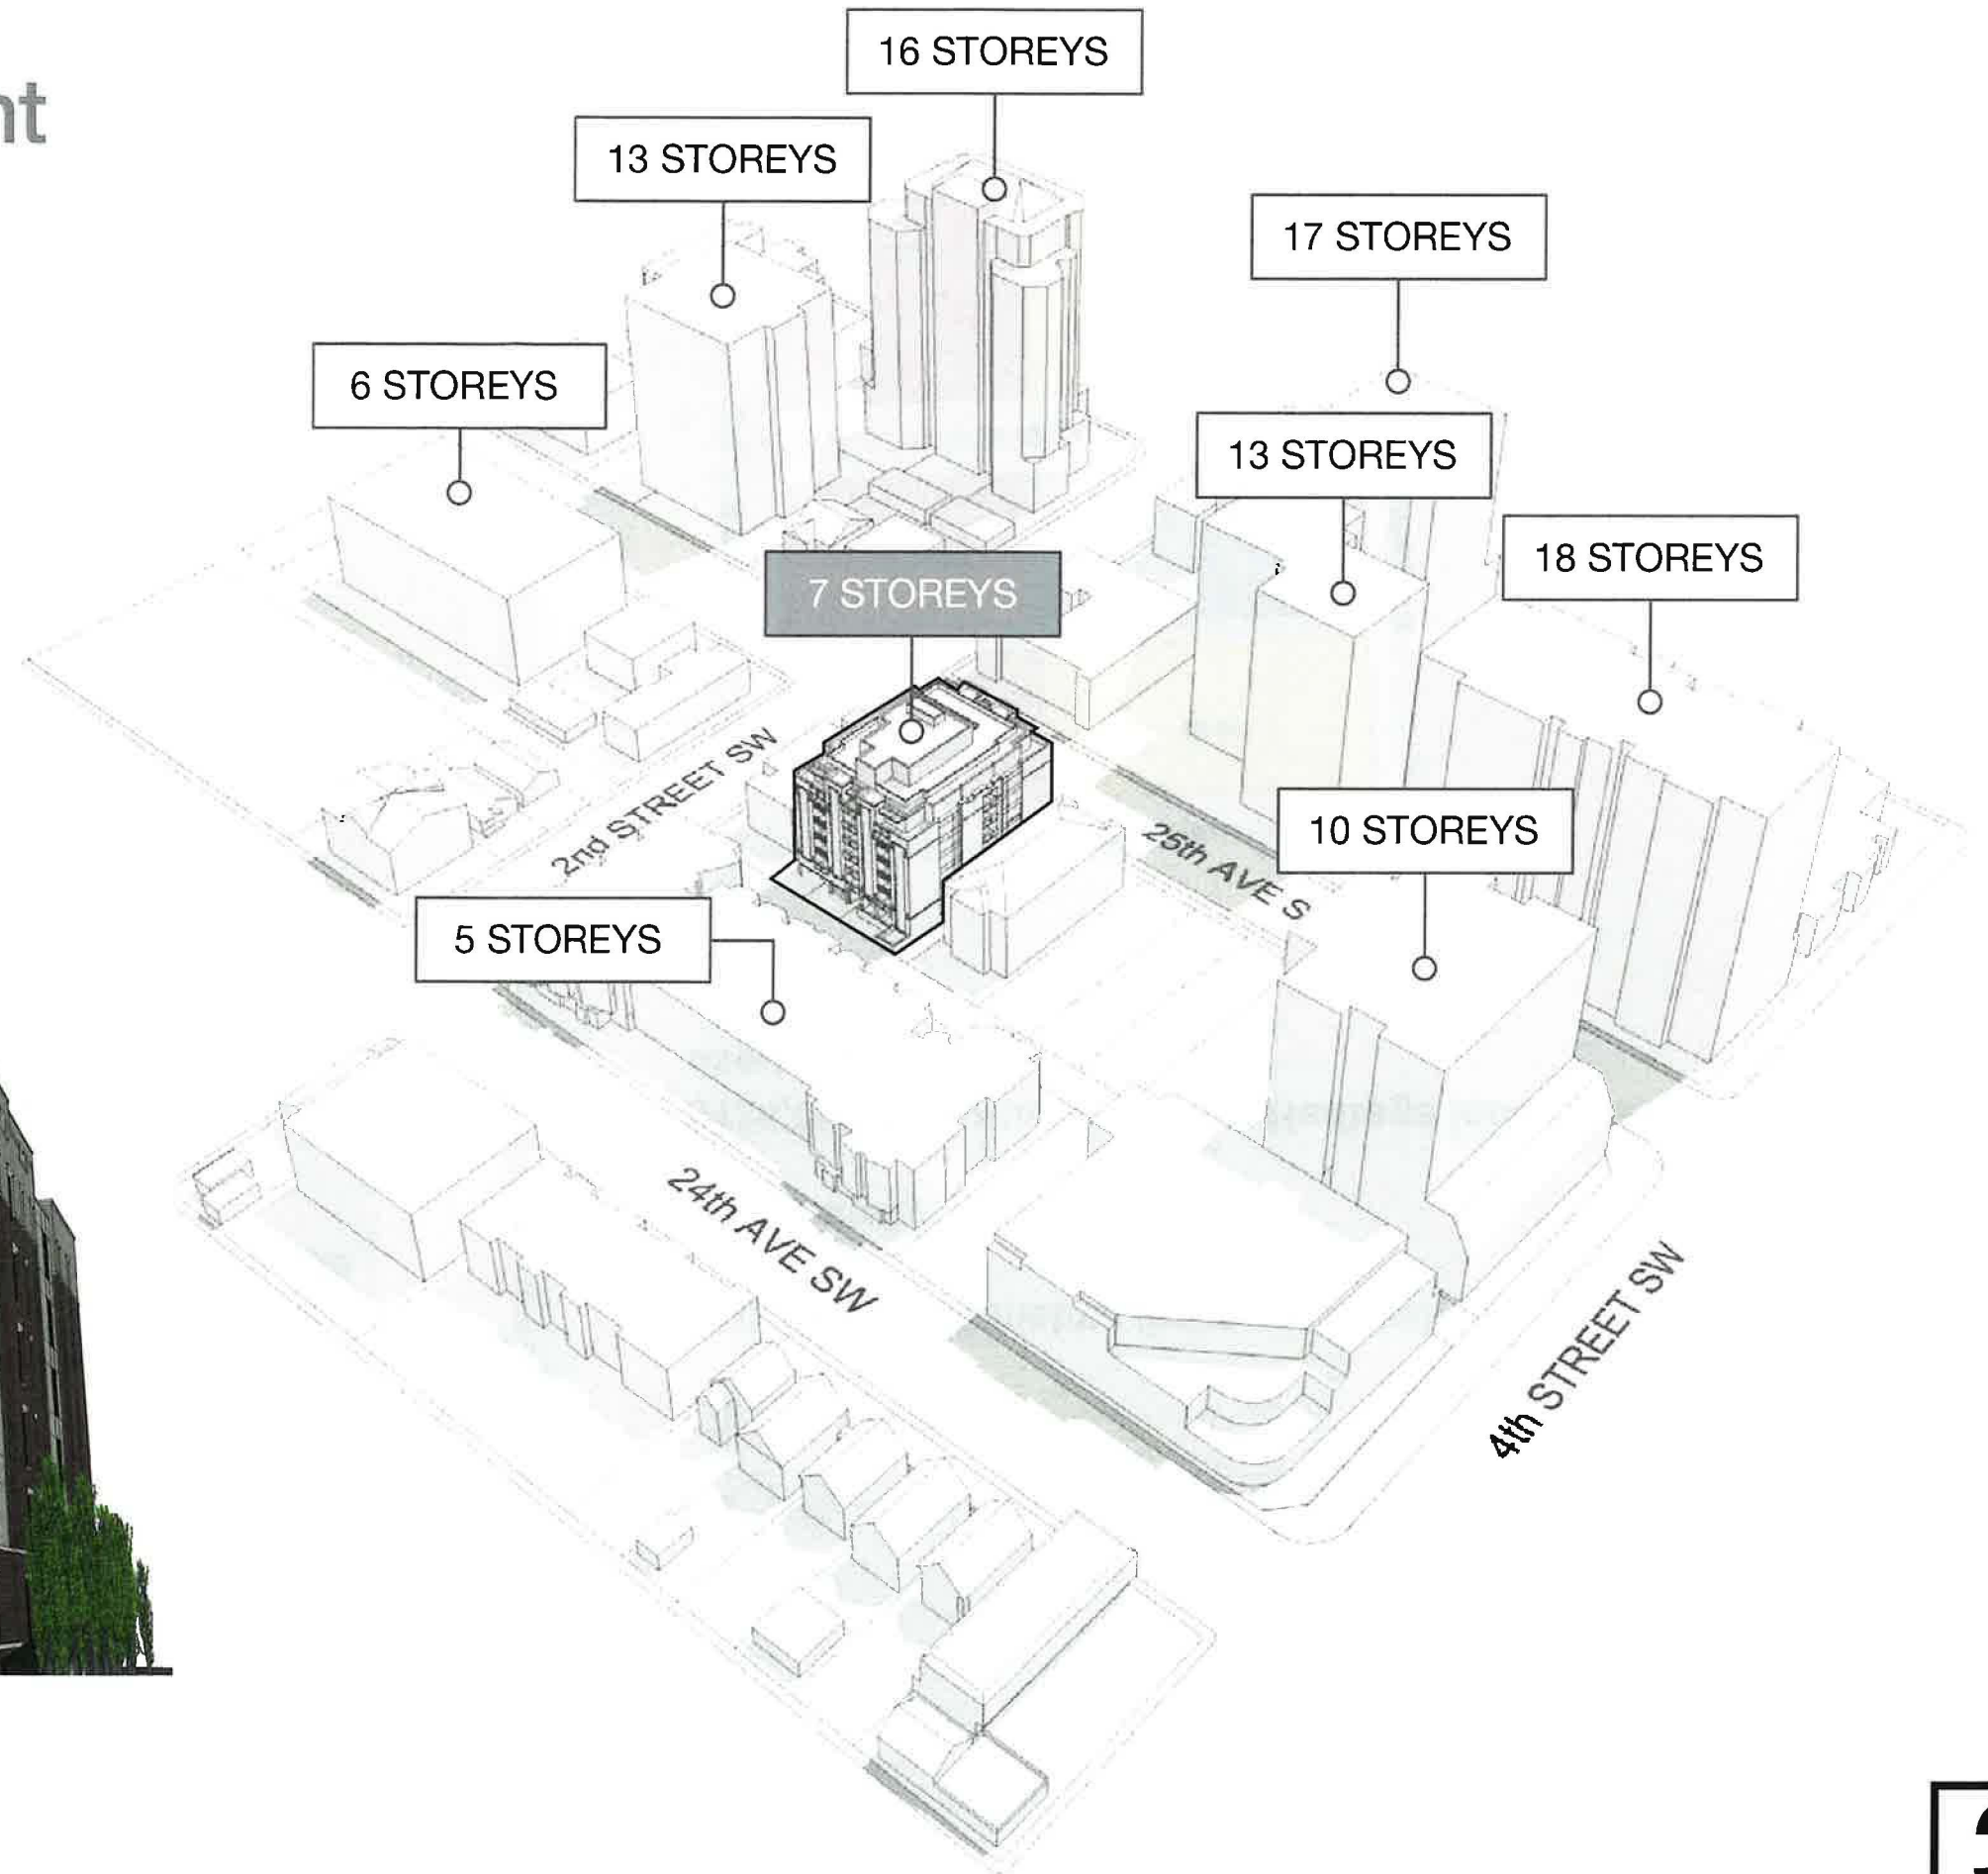 nt
16 STOREYS
13 STOREYS
17 STOREYS
6 STOREYS
13 STOREYS
18 STOREYS
7 STOREYS
2nd STREET SW
25th AVE S
10 STOREYS
5 STOREYS
24th AVE SW
4th STREET SW